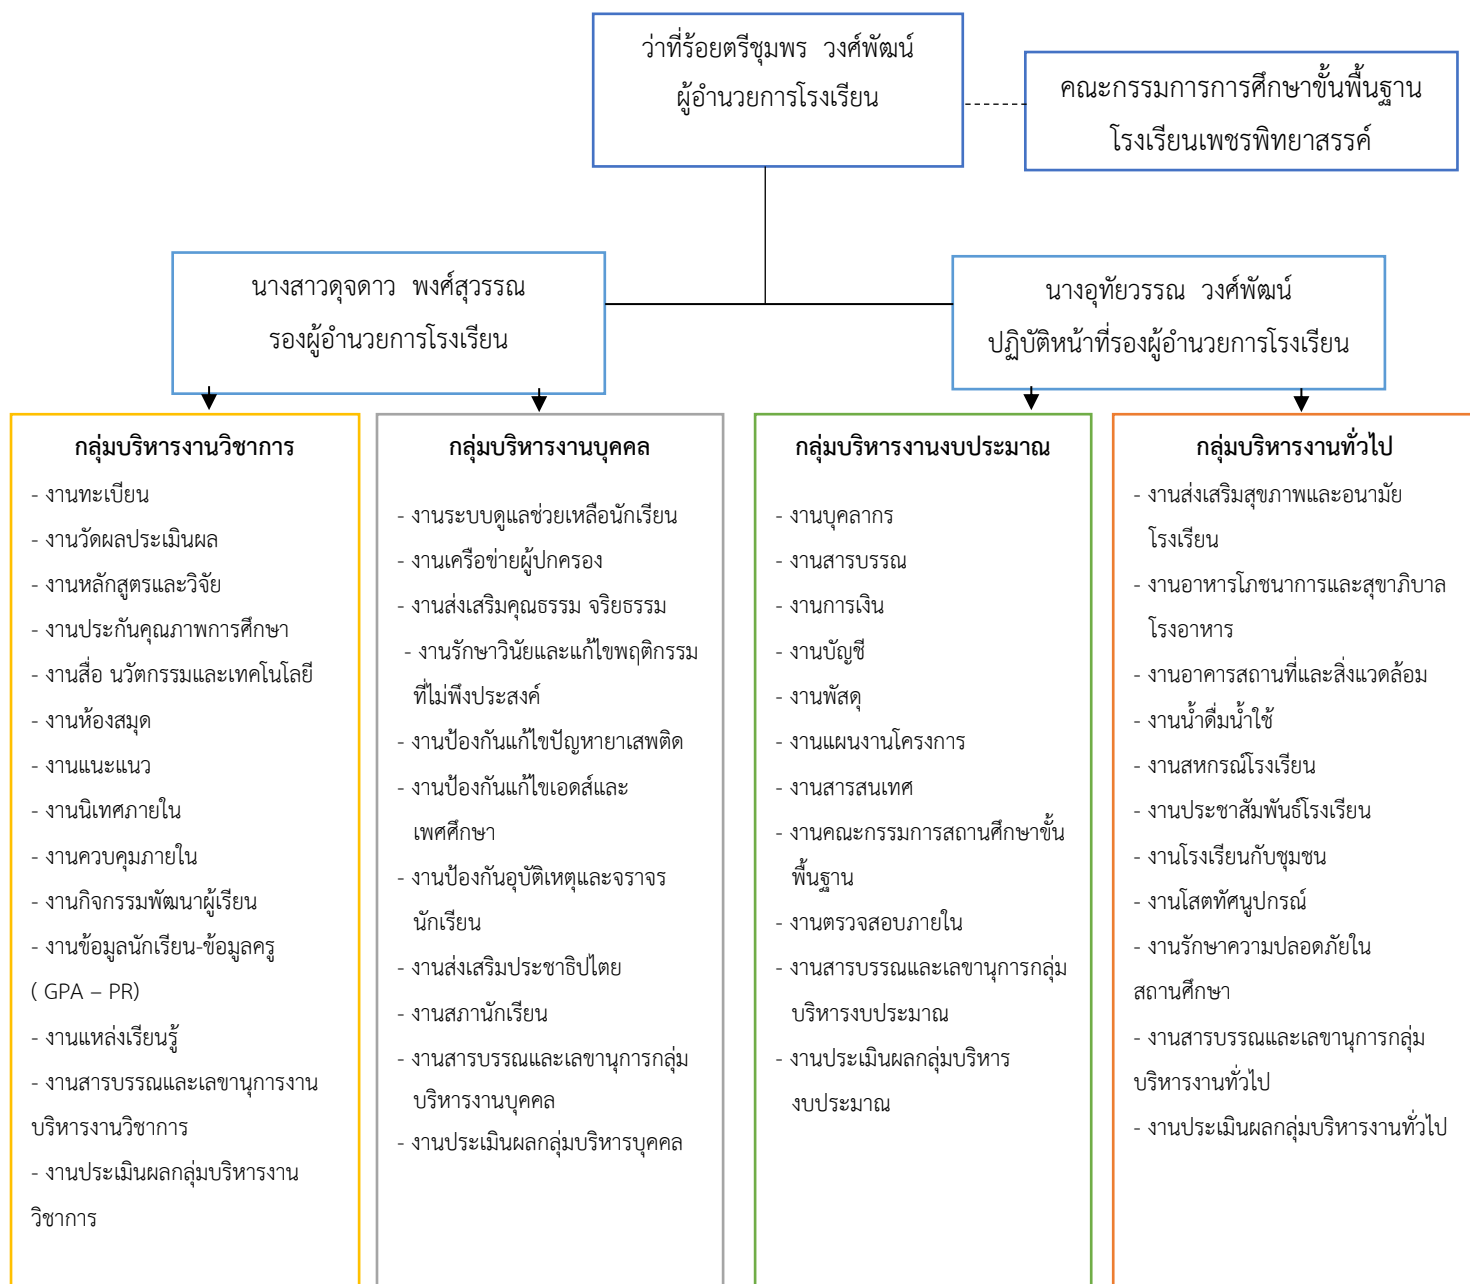 ว่าที่ร้อยตรีชุมพร  วงศ์พัฒน์
ผู้อำนวยการโรงเรียน
คณะกรรมการการศึกษาขั้นพื้นฐาน
โรงเรียนเพชรพิทยาสรรค์
นางสาวดุจดาว  พงศ์สุวรรณ
รองผู้อำนวยการโรงเรียน
นางอุทัยวรรณ  วงศ์พัฒน์
ปฏิบัติหน้าที่รองผู้อำนวยการโรงเรียน
กลุ่มบริหารงานวิชาการ
- งานทะเบียน
- งานวัดผลประเมินผล
- งานหลักสูตรและวิจัย
- งานประกันคุณภาพการศึกษา
- งานสื่อ นวัตกรรมและเทคโนโลยี
- งานห้องสมุด
- งานแนะแนว
- งานนิเทศภายใน
- งานควบคุมภายใน
- งานกิจกรรมพัฒนาผู้เรียน
- งานข้อมูลนักเรียน-ข้อมูลครู
( GPA – PR)
- งานแหล่งเรียนรู้
- งานสารบรรณและเลขานุการงาน
บริหารงานวิชาการ
- งานประเมินผลกลุ่มบริหารงาน
วิชาการ
กลุ่มบริหารงานบุคคล
- งานระบบดูแลช่วยเหลือนักเรียน
- งานเครือข่ายผู้ปกครอง
- งานส่งเสริมคุณธรรม จริยธรรม
- งานรักษาวินัยและแก้ไขพฤติกรรม
ที่ไม่พึงประสงค์
- งานป้องกันแก้ไขปัญหายาเสพติด
- งานป้องกันแก้ไขเอดส์และ
เพศศึกษา
- งานป้องกันอุบัติเหตุและจราจร
นักเรียน
- งานส่งเสริมประชาธิปไตย
- งานสภานักเรียน
- งานสารบรรณและเลขานุการกลุ่ม
บริหารงานบุคคล
- งานประเมินผลกลุ่มบริหารบุคคล
กลุ่มบริหารงานงบประมาณ
- งานบุคลากร
- งานสารบรรณ
- งานการเงิน
- งานบัญชี
- งานพัสดุ
- งานแผนงานโครงการ
- งานสารสนเทศ
- งานคณะกรรมการสถานศึกษาขั้น
พื้นฐาน
- งานตรวจสอบภายใน
- งานสารบรรณและเลขานุการกลุ่ม
บริหารงบประมาณ
- งานประเมินผลกลุ่มบริหาร
งบประมาณ
กลุ่มบริหารงานทั่วไป
- งานส่งเสริมสุขภาพและอนามัย
โรงเรียน
- งานอาหารโภชนาการและสุขาภิบาล
โรงอาหาร
- งานอาคารสถานที่และสิ่งแวดล้อม
- งานน้ำดื่มน้ำใช้
- งานสหกรณ์โรงเรียน
- งานประชาสัมพันธ์โรงเรียน
- งานโรงเรียนกับชุมชน
- งานโสตทัศนูปกรณ์
- งานรักษาความปลอดภัยใน
สถานศึกษา
- งานสารบรรณและเลขานุการกลุ่ม
บริหารงานทั่วไป
- งานประเมินผลกลุ่มบริหารงานทั่วไป